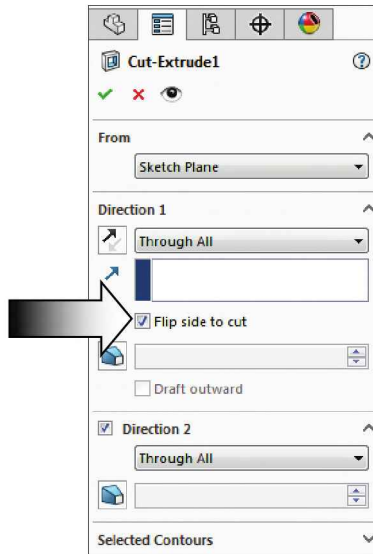 Cut-Extrude1
From
Sketch Plane
Direction 1
Through All
Flip side to cut
Draft outward
Direction 2
Through All
Selected Contours